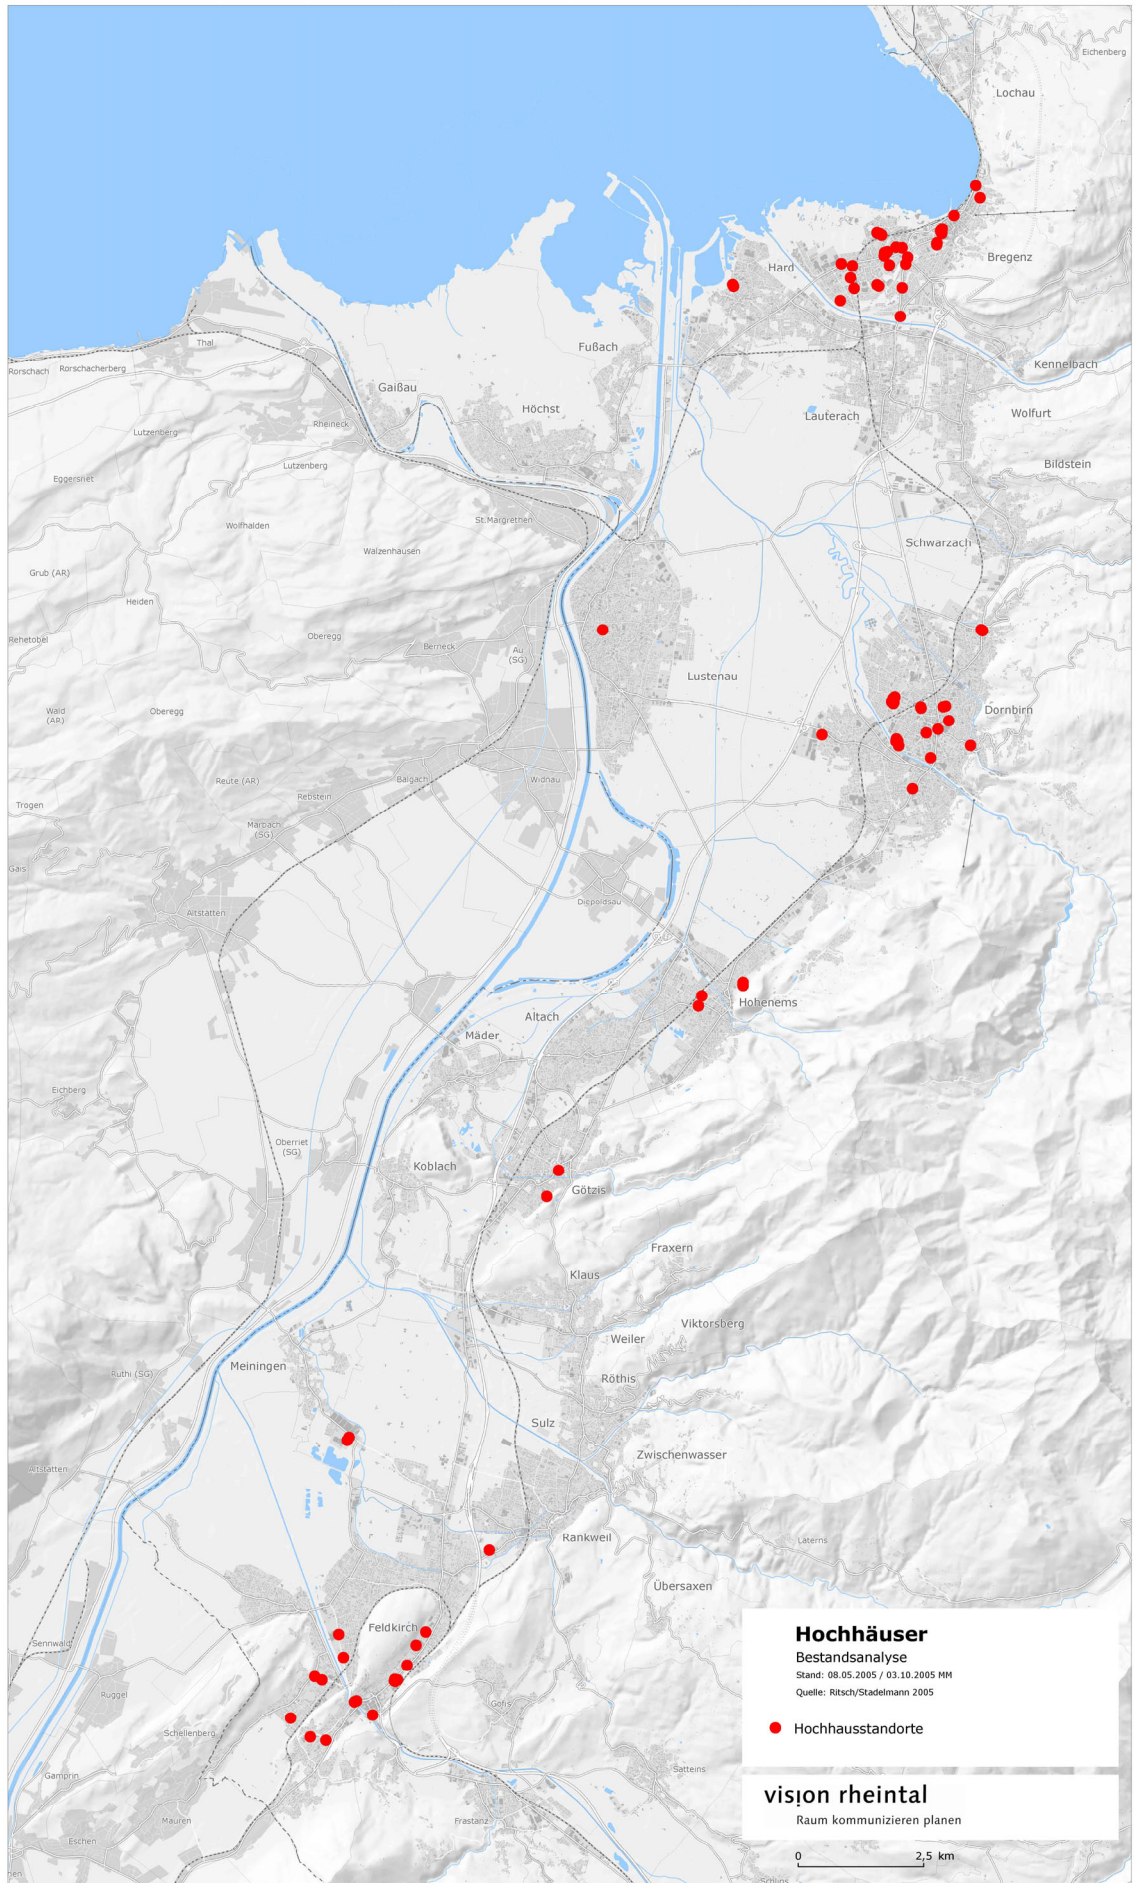 Eichenberg
Lochau
Bregenz
Hard
Fußach
Kennelbach
Thal
Rorschach
Rorschacherberg
Gaißau
Höchst
Lauterach
Wolfurt
Rheineck
Lutzenberg
Lutzenberg
Bildstein
Eggersriet
St.Margrethen
Wolfhalden
Schwarzach
Walzenhausen
Grub (AR)
Heiden
Rehetobel
Oberegg
Berneck
Au
(SG)
Lustenau
Wald
(AR)
Oberegg
Dornbirn
Reute (AR)
Balgach
Widnau
Rebstein
Trogen
Marbach
(SG)
Gais
Diepoldsau
Altstätten
Hohenems
Altach
Mäder
Eichberg
Oberriet
(SG)
Koblach
Götzis
Fraxern
Klaus
Viktorsberg
Weiler
Meiningen
Rüthi (SG)
Röthis
Sulz
Zwischenwasser
Altstätten
Rankweil
Laterns
Übersaxen
Feldkirch
Sennwald
Ruggel
Göfis
Schellenberg
Gamprin
Satteins
Mauren
Frastanz
Eschen
Schlins
Hochhäuser
Bestandsanalyse
Stand: 08.05.2005 / 03.10.2005 MM
Quelle: Ritsch/Stadelmann 2005
Hochhausstandorte
vision rheintal
Raum kommunizieren planen
0 2,5 km